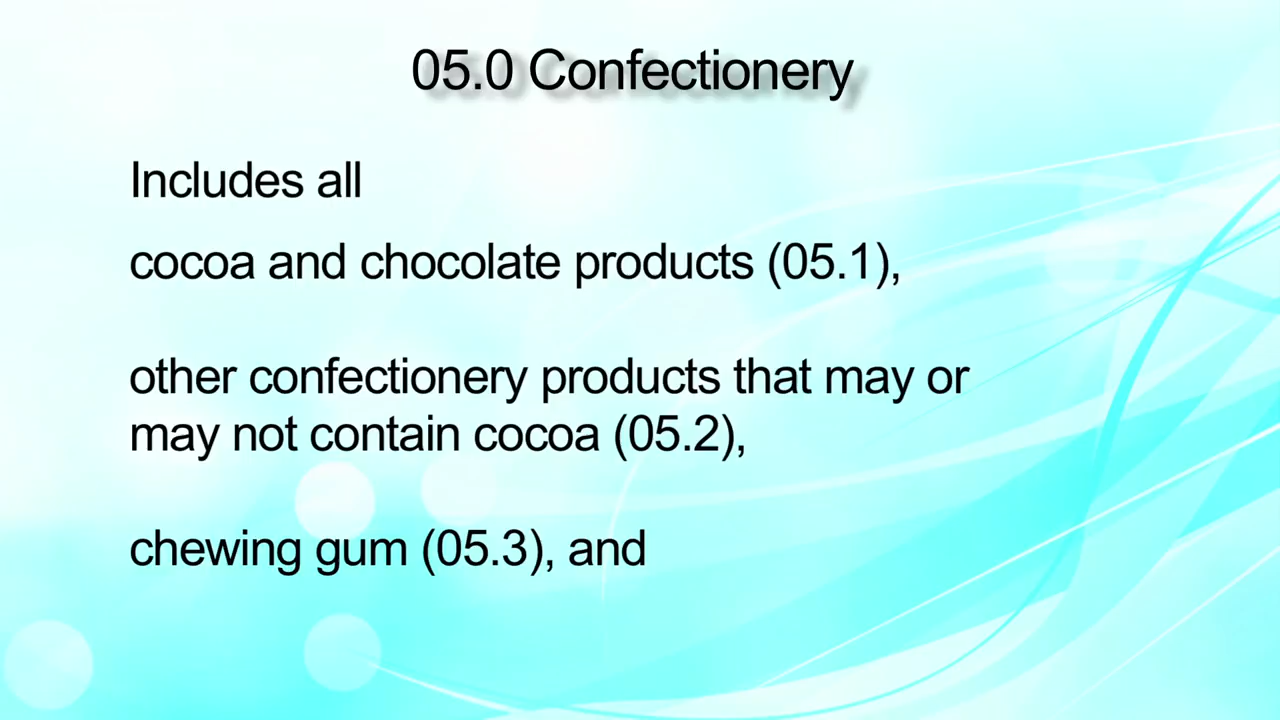 05.0 Confectionery
Includes all
cocoa and chocolate products (05.1),
other confectionery products that may or
may not contain cocoa (05.2),
chewing gum (05.3), and